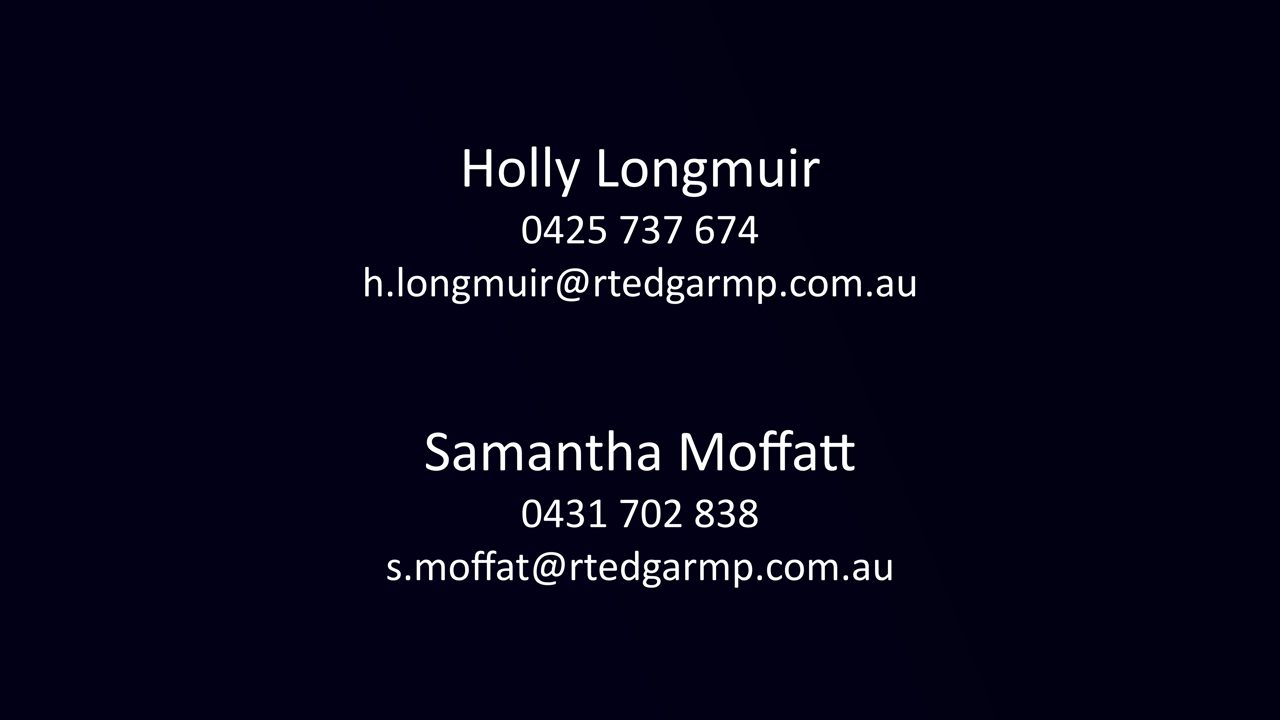 Holly Longmuir
0425 737 674
h.longmuir@rtedgarmp.com.au
Samantha Moffatt
0431 702 838
s.moffat@rtedgarmp.com.au